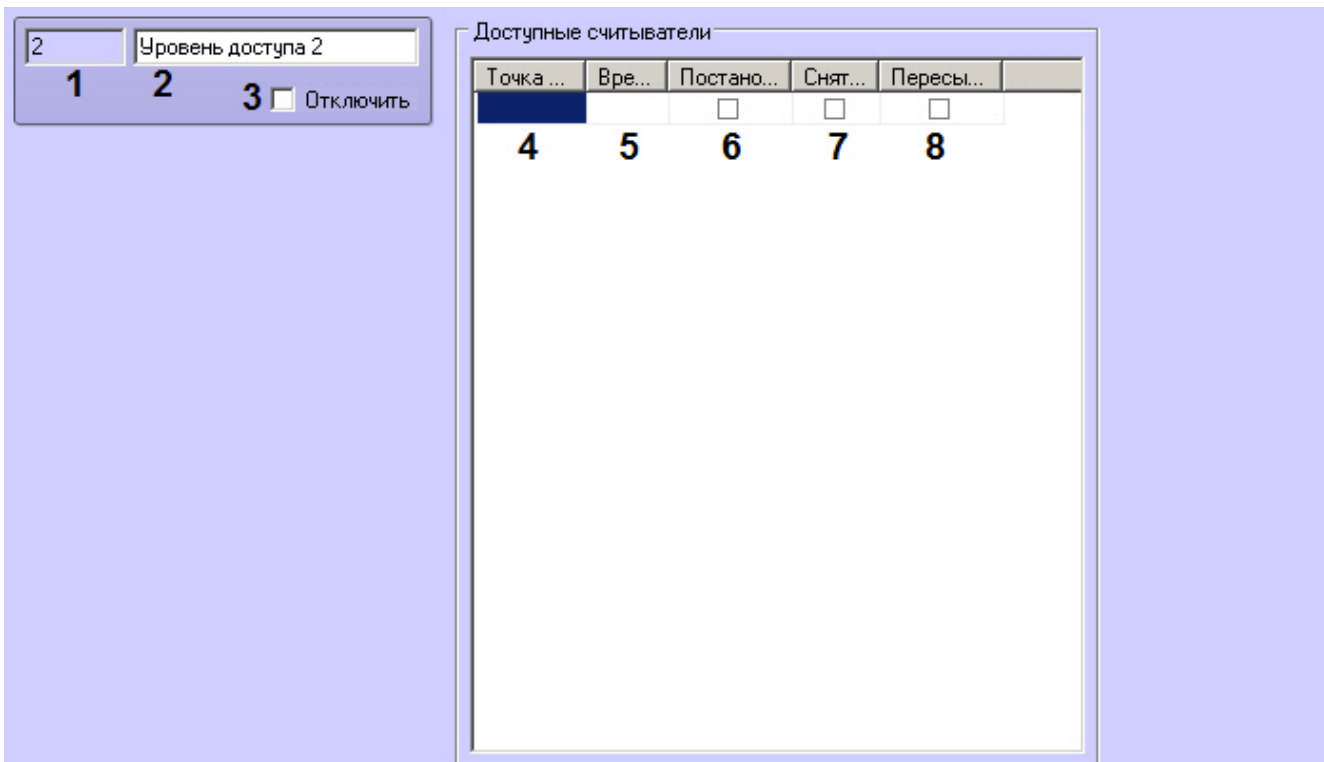 2 Уровень доступа 2
1 2
3 Отключить
Доступные считыватели
Точка ... Вре... Постано... Снят... Пересы...
4 5 6 7 8